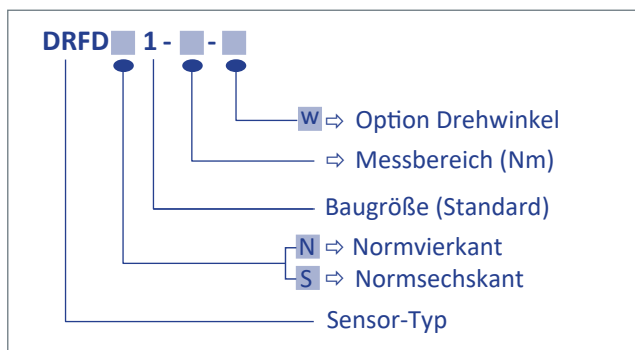 DRFD 1 - -
w ⇨ Option Drehwinkel
⇨ Messbereich (Nm)
Baugröße (Standard)
N ⇨ Normvierkant
S ⇨ Normsechskant
Sensor-Typ